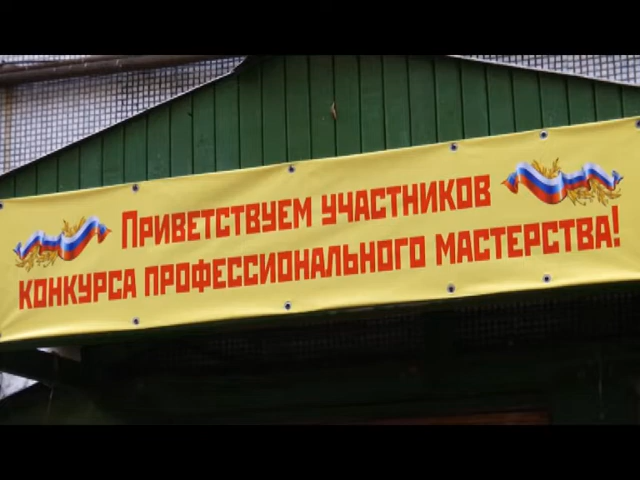 Приветствуем участников
конкурса профессионального мастерства!